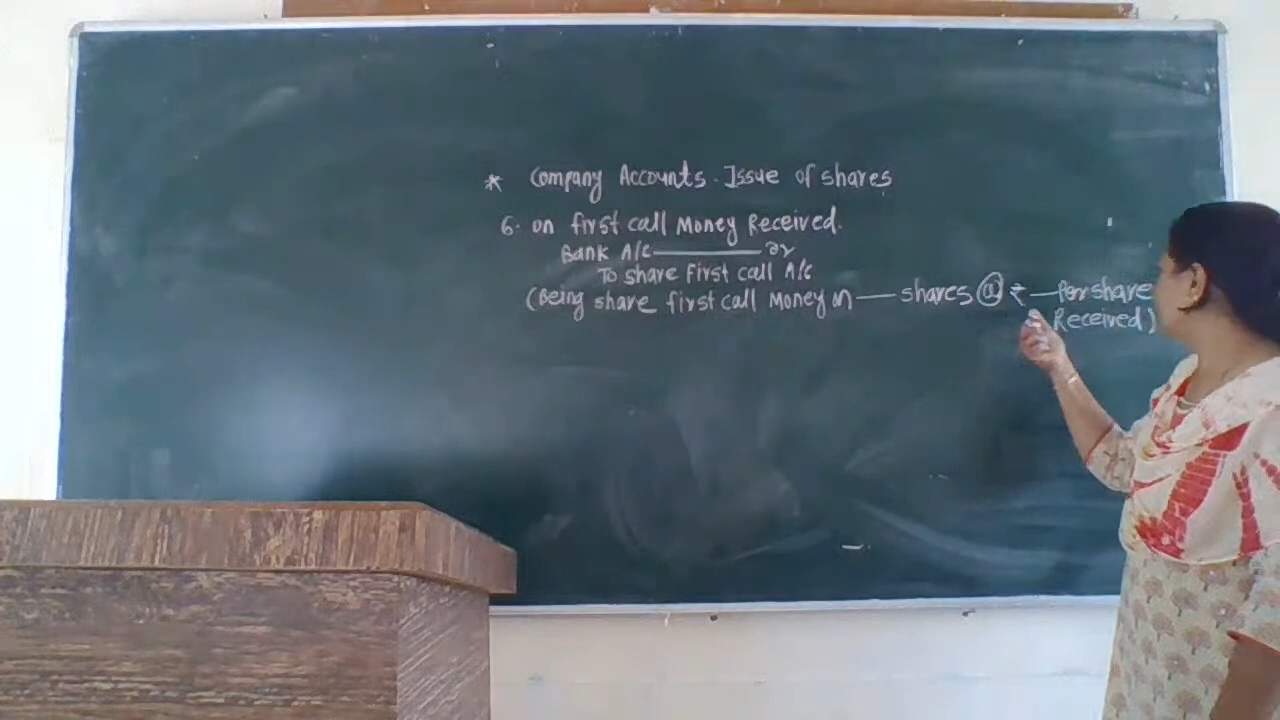 * Company Accounts. Issue of shares
6. on first call Money Received.
Bank A/c ——— Dr
To share First call A/c
(Being share first call Money on — shares @ ₹ — Per share
Received)